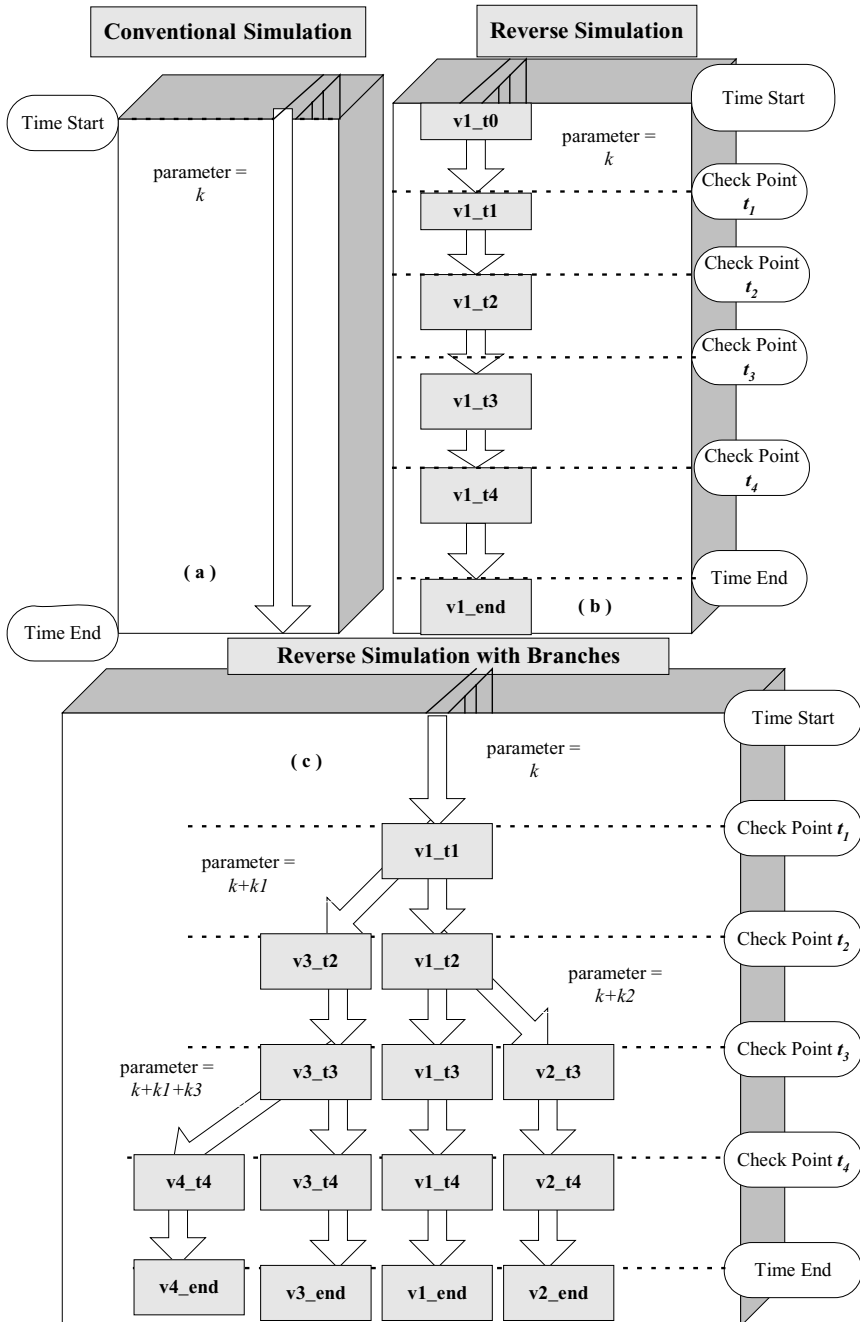 Conventional Simulation
Time Start
parameter =
k
( a )
Time End
Reverse Simulation
Time Start
v1_t0
parameter =
k
Check Point
t1
v1_t1
Check Point
t2
v1_t2
Check Point
t3
v1_t3
Check Point
t4
v1_t4
Time End
v1_end
( b )
Reverse Simulation with Branches
Time Start
( c )
parameter =
k
Check Point t1
v1_t1
parameter =
k+k1
Check Point t2
v3_t2
v1_t2
parameter =
k+k2
Check Point t3
v3_t3
v1_t3
v2_t3
parameter =
k+k1+k3
Check Point t4
v4_t4
v3_t4
v1_t4
v2_t4
Time End
v4_end
v3_end
v1_end
v2_end